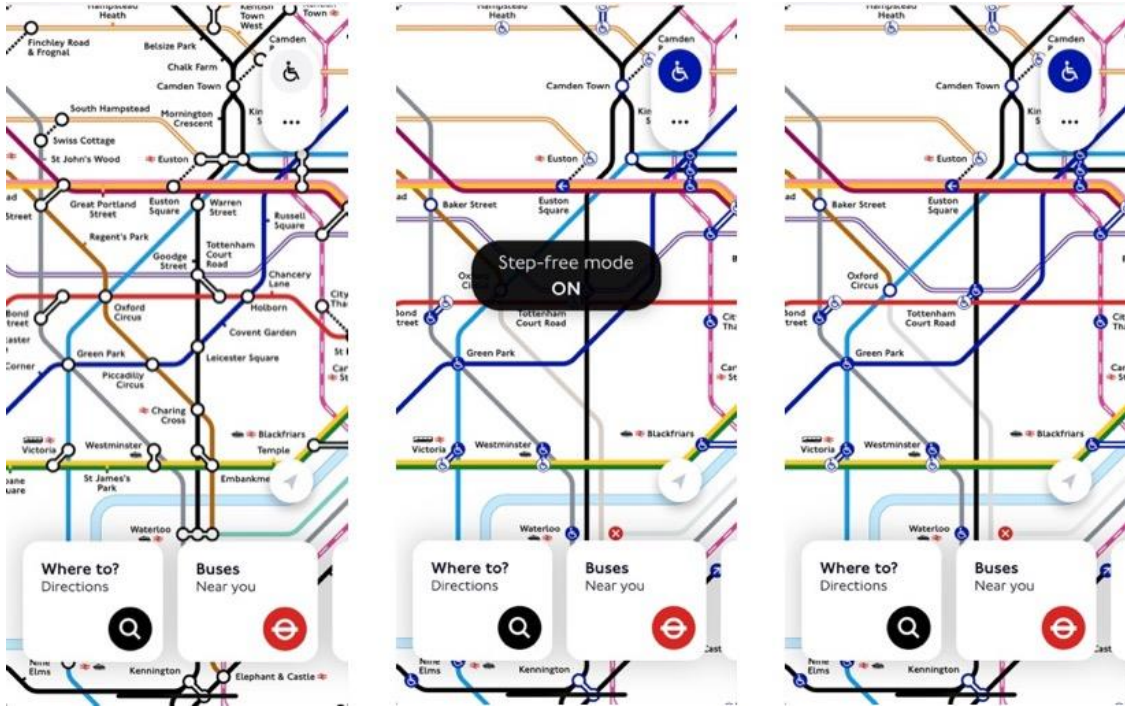 Hampstead
Heath
Kentish
Town
West
Town
Finchley Road
& Frognal
Belsize Park
Camden
Chalk Farm
Camden Town
South Hampstead
Mornington
Crescent
Swiss Cottage
St John's Wood
Euston
Great Portland
Street
Euston
Square
Warren
Street
Street
Russell
Square
Regent's Park
Goodge
Street
Tottenham
Court
Road
Chancery
Lane
Oxford
Circus
Holborn
Bond
Street
Covent Garden
Green Park
Leicester Square
Corner
Piccadilly
Circus
Charing
Cross
Blackfriars
Victoria
Westminster
Temple
St James's
Park
Embankme
Waterloo
Where to?
Directions
Buses
Near you
Nine
Elms
Kennington
Elephant & Castle
Hampstead
Heath
Camden
Camden Town
Euston
Euston
Square
Baker Street
Step-free mode
ON
Bond
Street
Tottenham
Court Road
Green Park
Blackfriars
Victoria
Westminster
Waterloo
Where to?
Directions
Buses
Near you
Nine
Elms
Kennington
Hampstead
Heath
Camden
Camden Town
Euston
Euston
Square
Baker Street
Oxford
Circus
Bond
Street
Tottenham
Court Road
Green Park
Blackfriars
Victoria
Westminster
Waterloo
Where to?
Directions
Buses
Near you
Nine
Elms
Kennington